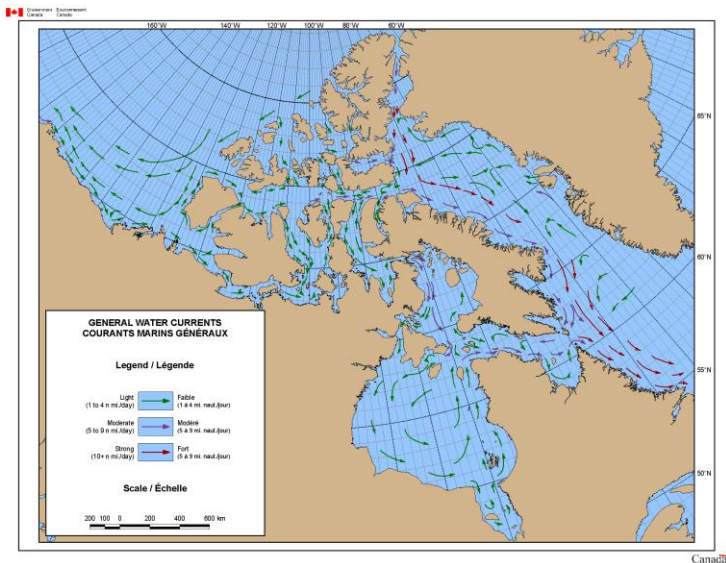 Environment Environnement
Canada Canada
160°W
140°W
120°W
100°W
90°W
80°W
60°W
65°N
60°N
55°N
50°N
GENERAL WATER CURRENTS
COURANTS MARINS GÉNÉRAUX
Legend / Légende
Light Faible
(1 to 4 n mi./day) (1 à 4 mi. naut./jour)
Moderate Modéré
(5 to 9 n mi./day) (5 à 9 mi. naut./jour)
Strong Fort
(10+ n mi./day) (5 à 9 mi. naut./jour)
Scale / Échelle
200 100 0 200 400 600 km
Canada